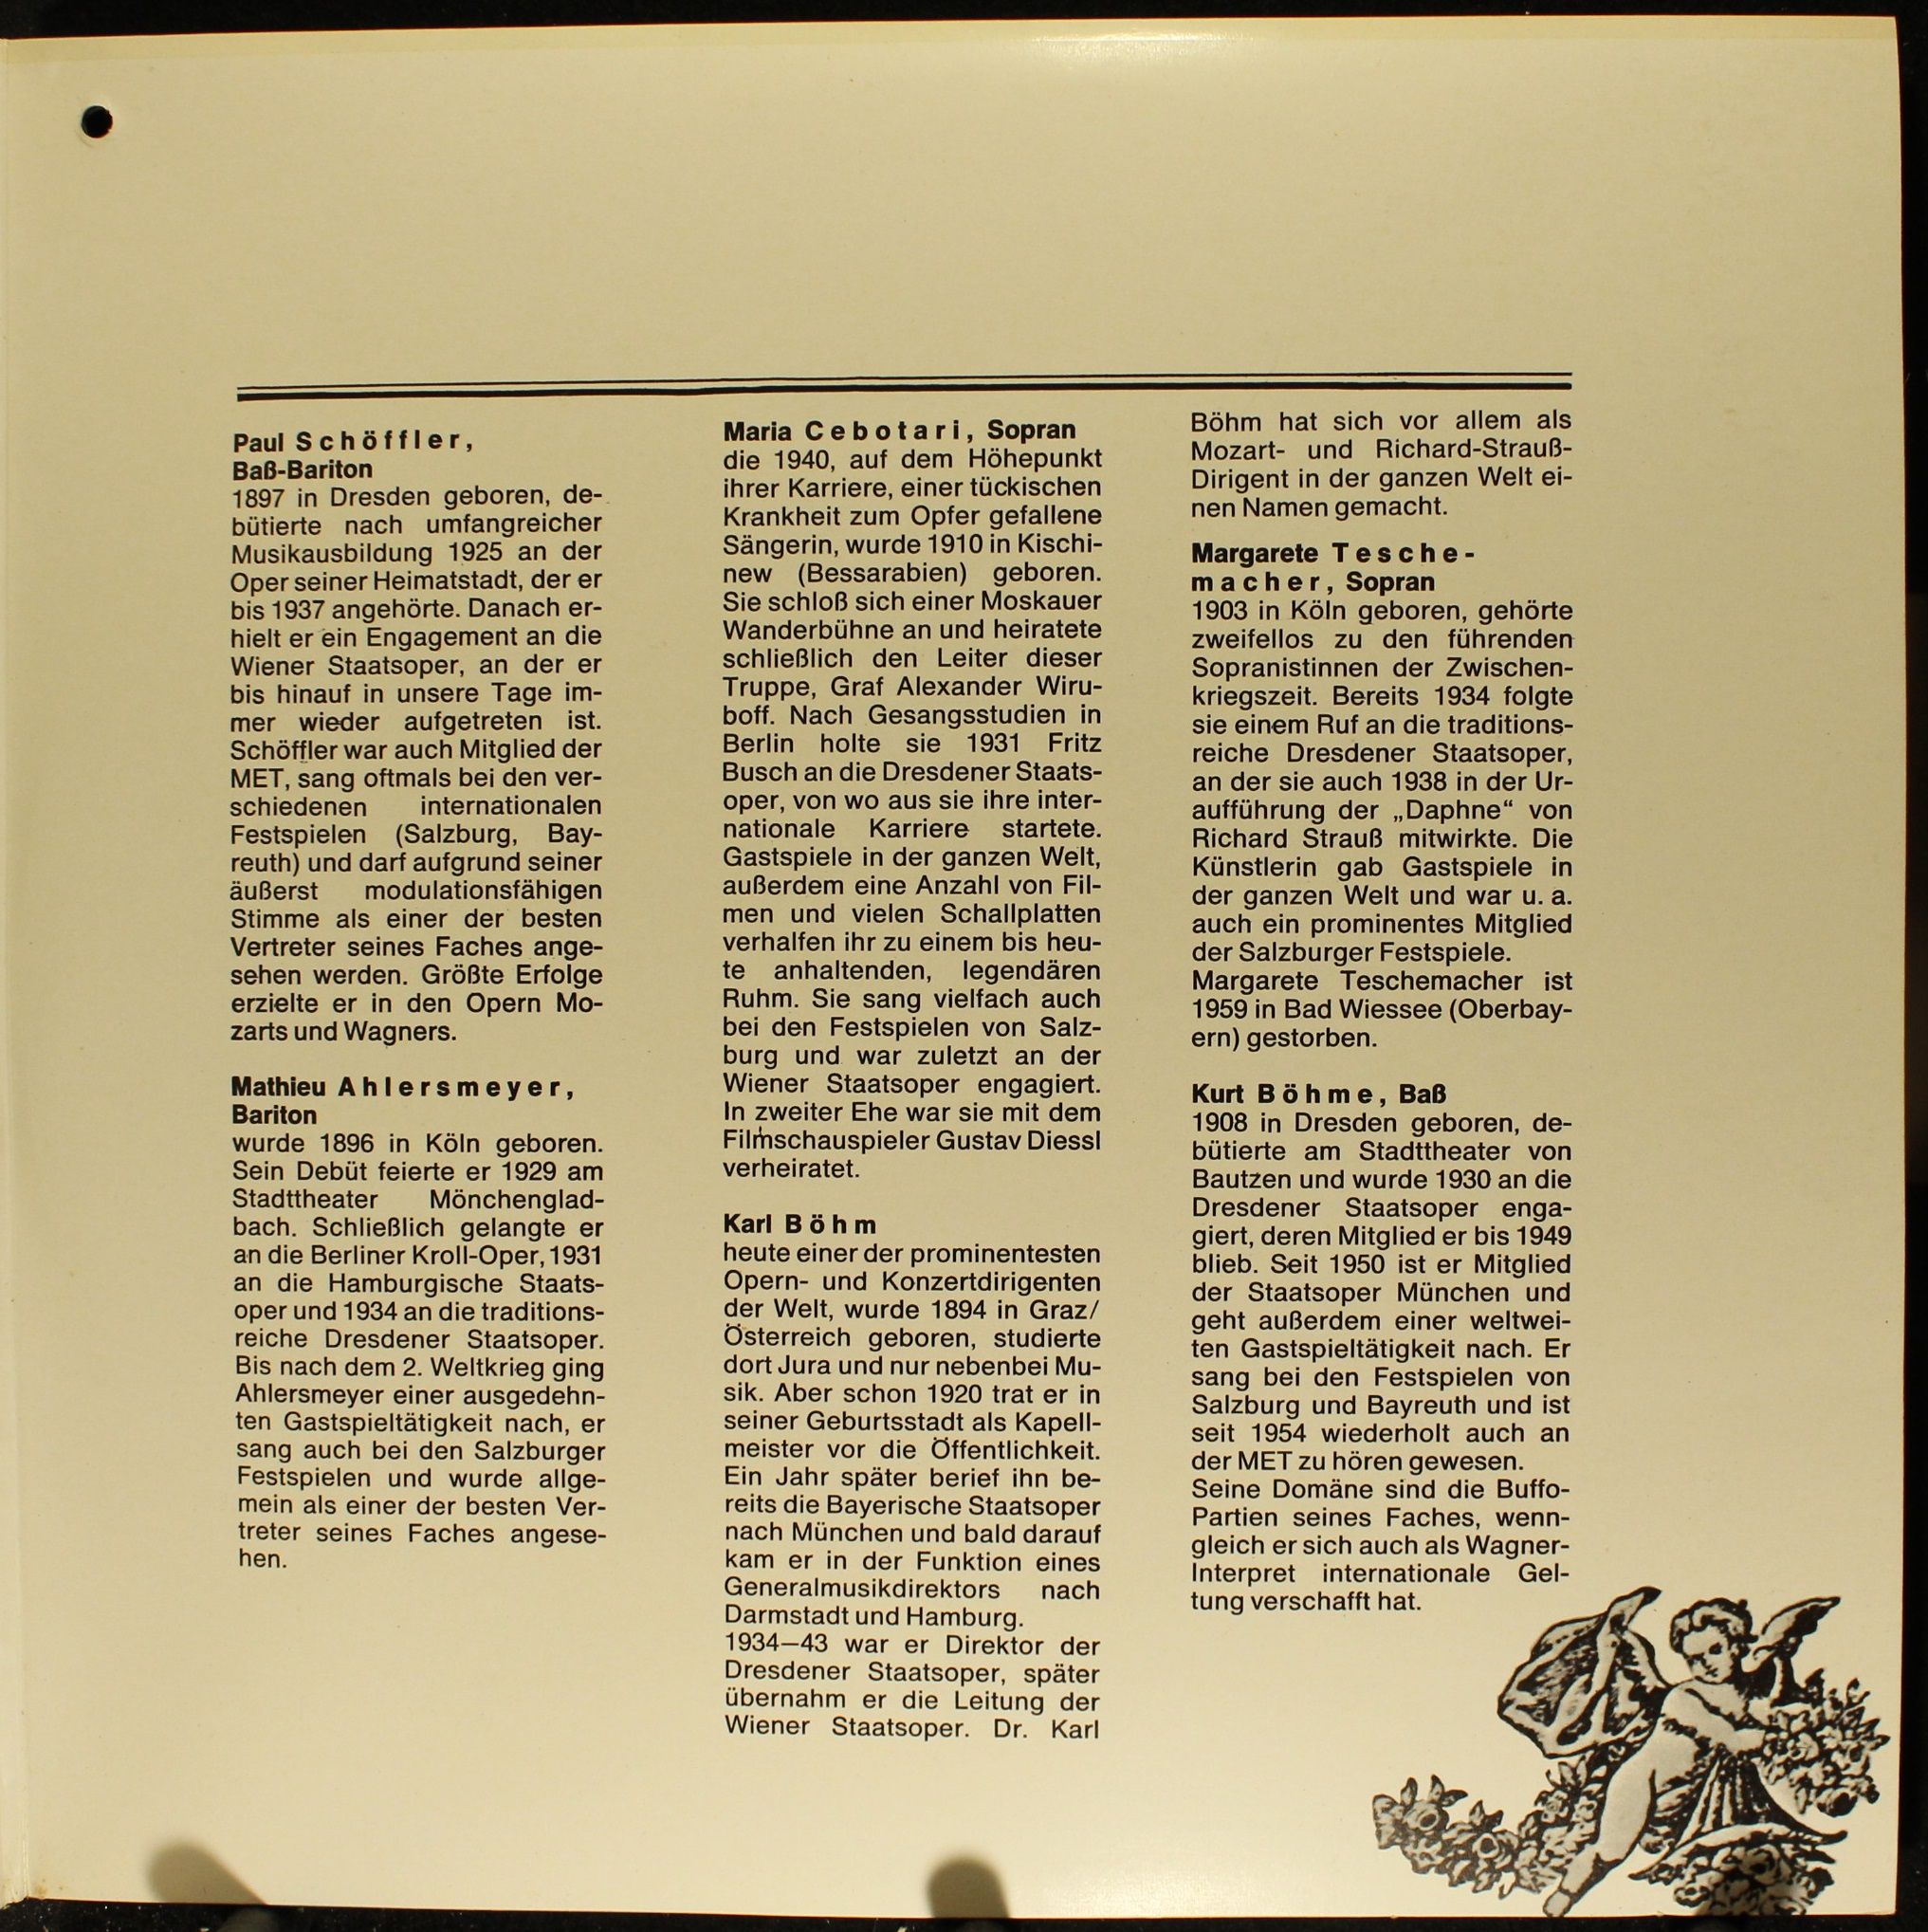 Paul Schöffler,
Baß-Bariton
1897 in Dresden geboren, de-
bütierte nach umfangreicher
Musikausbildung 1925 an der
Oper seiner Heimatstadt, der er
bis 1937 angehörte. Danach er-
hielt er ein Engagement an die
Wiener Staatsoper, an der er
bis hinauf in unsere Tage im-
mer wieder aufgetreten ist.
Schöffler war auch Mitglied der
MET, sang oftmals bei den ver-
schiedenen internationalen
Festspielen (Salzburg, Bay-
reuth) und darf aufgrund seiner
äußerst modulationsfähigen
Stimme als einer der besten
Vertreter seines Faches ange-
sehen werden. Größte Erfolge
erzielte er in den Opern Mo-
zarts und Wagners.
Mathieu Ahlersmeyer,
Bariton
wurde 1896 in Köln geboren.
Sein Debüt feierte er 1929 am
Stadttheater Mönchenglad-
bach. Schließlich gelangte er
an die Berliner Kroll-Oper, 1931
an die Hamburgische Staats-
oper und 1934 an die traditions-
reiche Dresdener Staatsoper.
Bis nach dem 2. Weltkrieg ging
Ahlersmeyer einer ausgedehn-
ten Gastspieltätigkeit nach, er
sang auch bei den Salzburger
Festspielen und wurde allge-
mein als einer der besten Ver-
treter seines Faches angese-
hen.
Maria Cebotari, Sopran
die 1940, auf dem Höhepunkt
ihrer Karriere, einer tückischen
Krankheit zum Opfer gefallene
Sängerin, wurde 1910 in Kischi-
new (Bessarabien) geboren.
Sie schloß sich einer Moskauer
Wanderbühne an und heiratete
schließlich den Leiter dieser
Truppe, Graf Alexander Wiru-
boff. Nach Gesangsstudien in
Berlin holte sie 1931 Fritz
Busch an die Dresdener Staats-
oper, von wo aus sie ihre inter-
nationale Karriere startete.
Gastspiele in der ganzen Welt,
außerdem eine Anzahl von Fil-
men und vielen Schallplatten
verhalfen ihr zu einem bis heu-
te anhaltenden, legendären
Ruhm. Sie sang vielfach auch
bei den Festspielen von Salz-
burg und war zuletzt an der
Wiener Staatsoper engagiert.
In zweiter Ehe war sie mit dem
Filmschauspieler Gustav Diessl
verheiratet.
Karl Böhm
heute einer der prominentesten
Opern- und Konzertdirigenten
der Welt, wurde 1894 in Graz/
Österreich geboren, studierte
dort Jura und nur nebenbei Mu-
sik. Aber schon 1920 trat er in
seiner Geburtsstadt als Kapell-
meister vor die Öffentlichkeit.
Ein Jahr später berief ihn be-
reits die Bayerische Staatsoper
nach München und bald darauf
kam er in der Funktion eines
Generalmusikdirektors nach
Darmstadt und Hamburg.
1934—43 war er Direktor der
Dresdener Staatsoper, später
übernahm er die Leitung der
Wiener Staatsoper. Dr. Karl
Böhm hat sich vor allem als
Mozart- und Richard-Strauß-
Dirigent in der ganzen Welt ei-
nen Namen gemacht.
Margarete Tesche-
macher, Sopran
1903 in Köln geboren, gehörte
zweifellos zu den führenden
Sopranistinnen der Zwischen-
kriegszeit. Bereits 1934 folgte
sie einem Ruf an die traditions-
reiche Dresdener Staatsoper,
an der sie auch 1938 in der Ur-
aufführung der „Daphne“ von
Richard Strauß mitwirkte. Die
Künstlerin gab Gastspiele in
der ganzen Welt und war u. a.
auch ein prominentes Mitglied
der Salzburger Festspiele.
Margarete Teschemacher ist
1959 in Bad Wiessee (Oberbay-
ern) gestorben.
Kurt Böhme, Baß
1908 in Dresden geboren, de-
bütierte am Stadttheater von
Bautzen und wurde 1930 an die
Dresdener Staatsoper enga-
giert, deren Mitglied er bis 1949
blieb. Seit 1950 ist er Mitglied
der Staatsoper München und
geht außerdem einer weltwei-
ten Gastspieltätigkeit nach. Er
sang bei den Festspielen von
Salzburg und Bayreuth und ist
seit 1954 wiederholt auch an
der MET zu hören gewesen.
Seine Domäne sind die Buffo-
Partien seines Faches, wenn-
gleich er sich auch als Wagner-
Interpret internationale Gel-
tung verschafft hat.